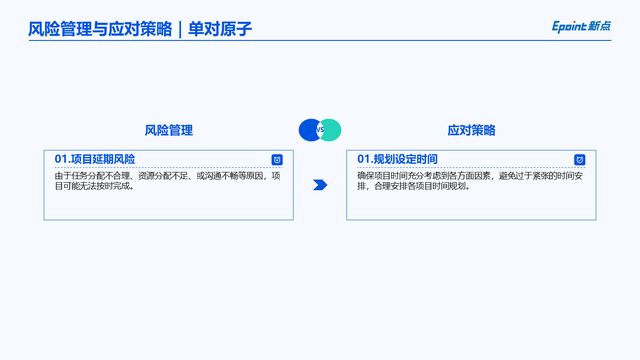 风险管理与应对策略｜单对原子
Epoint新点
风险管理
VS
应对策略
01.项目延期风险
由于任务分配不合理、资源分配不足、或沟通不畅等原因，项
目可能无法按时完成。
01.规划设定时间
确保项目时间充分考虑到各方面因素，避免过于紧张的时间安
排，合理安排各项目时间规划。